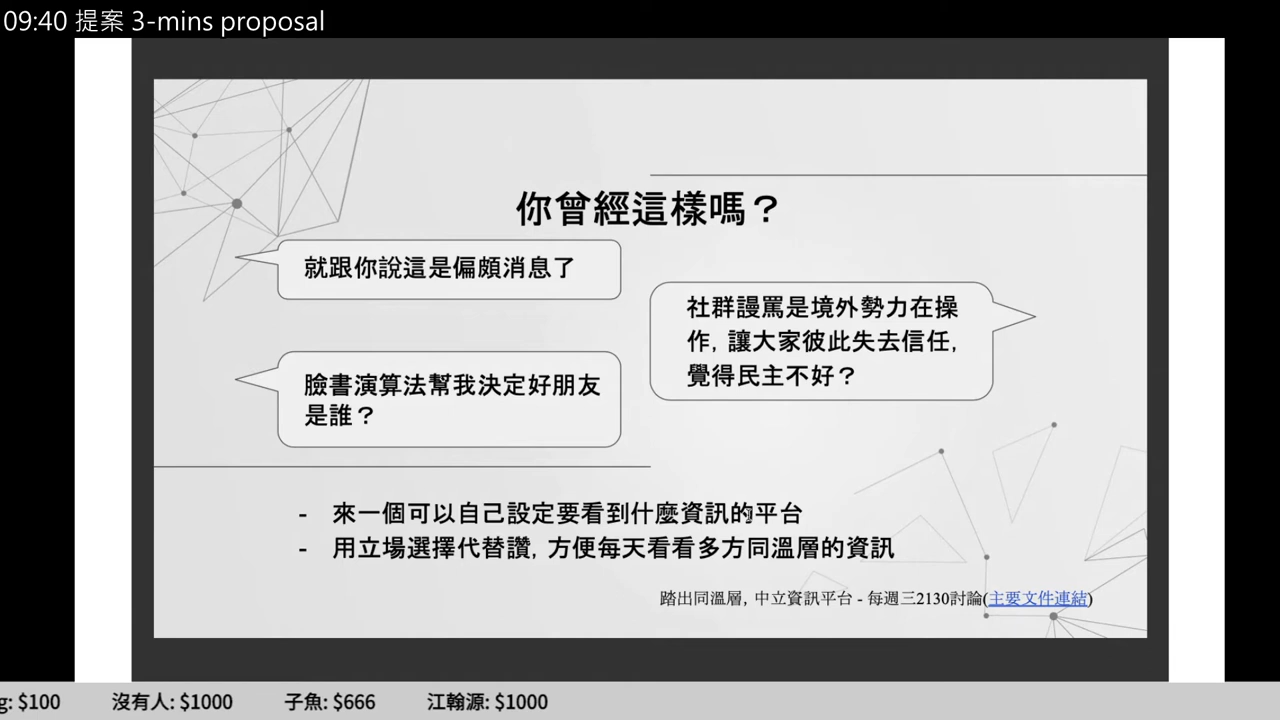 09:40 提案 3-mins proposal
你曾經這樣嗎？
就跟你說這是偏頗消息了
社群謾罵是境外勢力在操
作, 讓大家彼此失去信任,
覺得民主不好？
臉書演算法幫我決定好朋友
是誰？
- 來一個可以自己設定要看到什麼資訊的平台
- 用立場選擇代替讚, 方便每天看看多方同溫層的資訊
踏出同溫層, 中立資訊平台 - 每週三2130討論(主要文件連結)
g: $100 沒有人: $1000 子魚: $666 江翰源: $1000